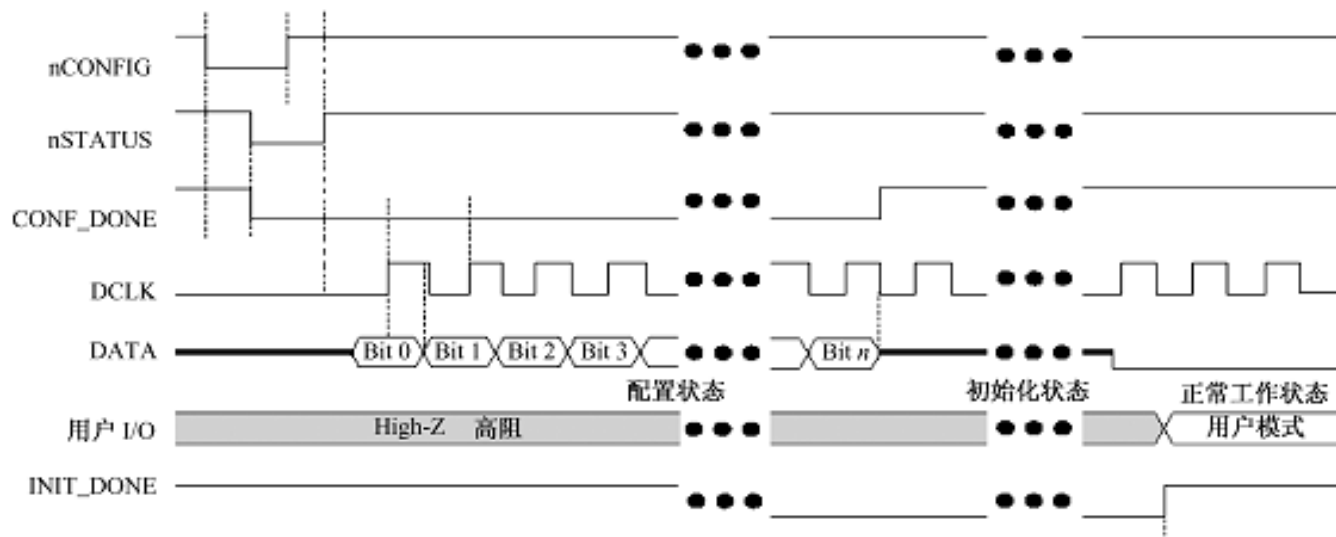 nCONFIG
nSTATUS
CONF_DONE
DCLK
DATA Bit 0 Bit 1 Bit 2 Bit 3 Bit n
配置状态 初始化状态 正常工作状态
用户 I/O High-Z 高阻 用户模式
INIT_DONE